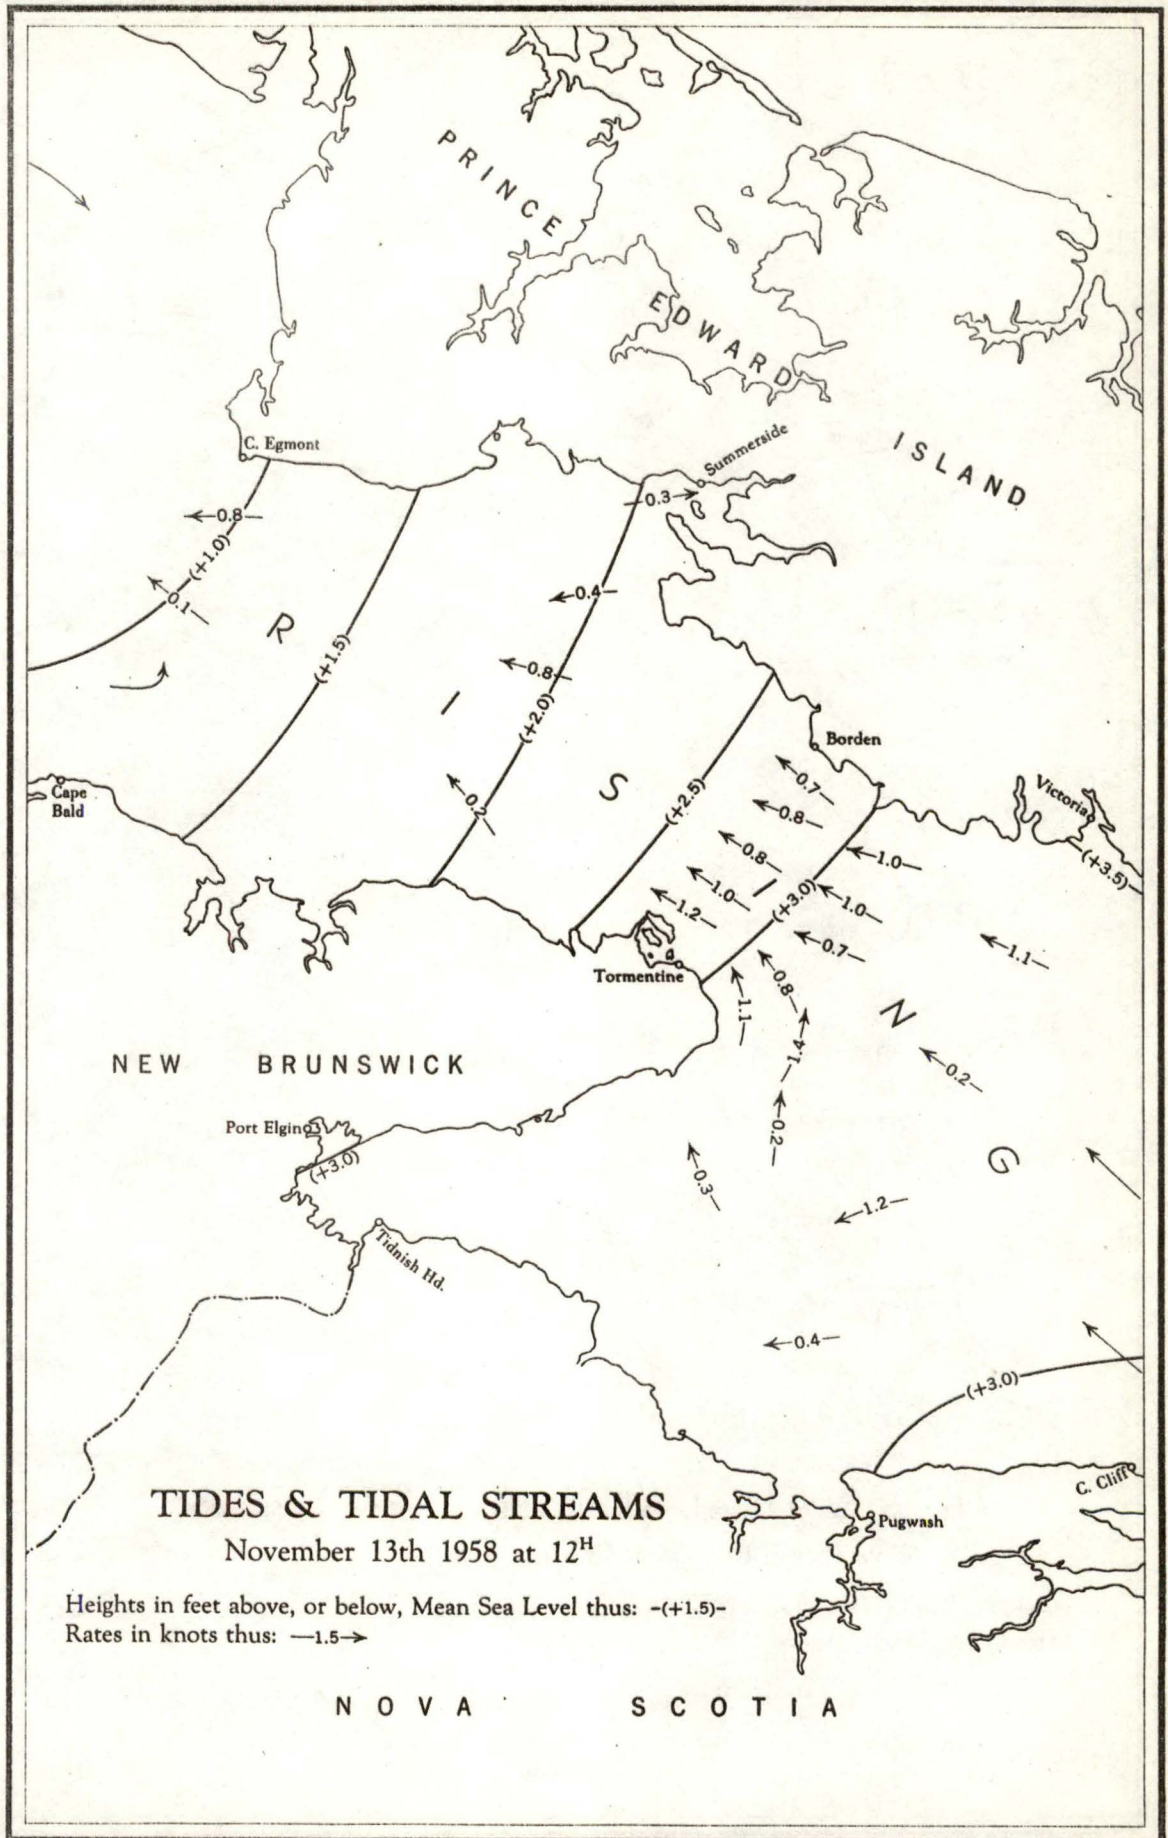 PRINCE
EDWARD
ISLAND
C. Egmont
Summerside
0.3
0.8
(+1.0)
0.1
0.4
R
(+1.5)
0.8
I
(+2.0)
S
Borden
0.7
(+2.5)
0.8
0.2
Cape
Bald
Victoria
(+3.5)
0.8
1.0
I
1.0
1.2
(+3.0)
1.0
0.7
1.1
Tormentine
0.8
1.1
N
1.4
0.2
NEW BRUNSWICK
Port Elgin
(+3.0)
0.2
G
0.3
1.2
Tidnish Hd.
0.4
(+3.0)
C. Cliff
Pugwash
TIDES & TIDAL STREAMS
November 13th 1958 at 12H
Heights in feet above, or below, Mean Sea Level thus: -(+1.5)-
Rates in knots thus: —1.5→
NOVA SCOTIA